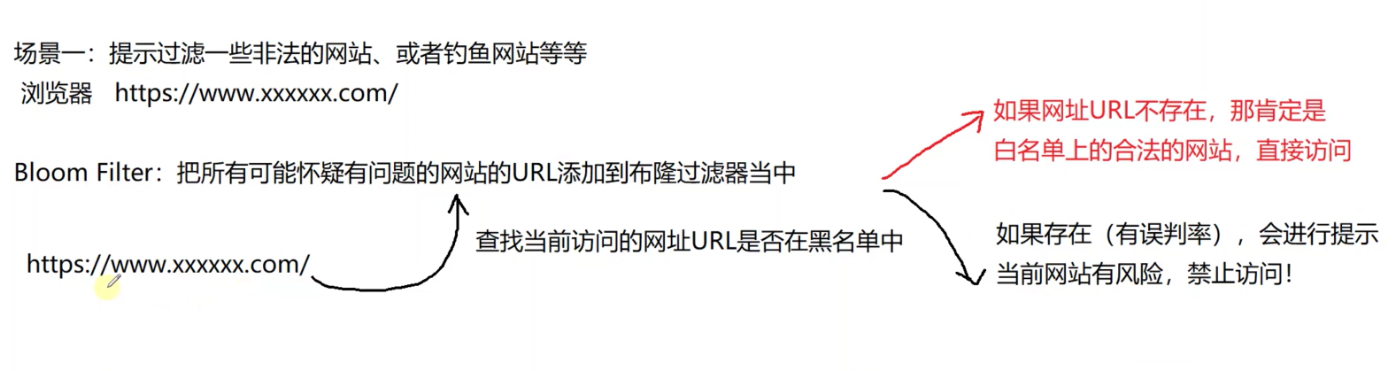 场景一：提示过滤一些非法的网站、或者钓鱼网站等等
浏览器 https://www.xxxxxx.com/
Bloom Filter：把所有可能怀疑有问题的网站的URL添加到布隆过滤器当中
https://www.xxxxxx.com/
查找当前访问的网址URL是否在黑名单中
如果网址URL不存在，那肯定是
白名单上的合法的网站，直接访问
如果存在（有误判率），会进行提示
当前网站有风险，禁止访问！